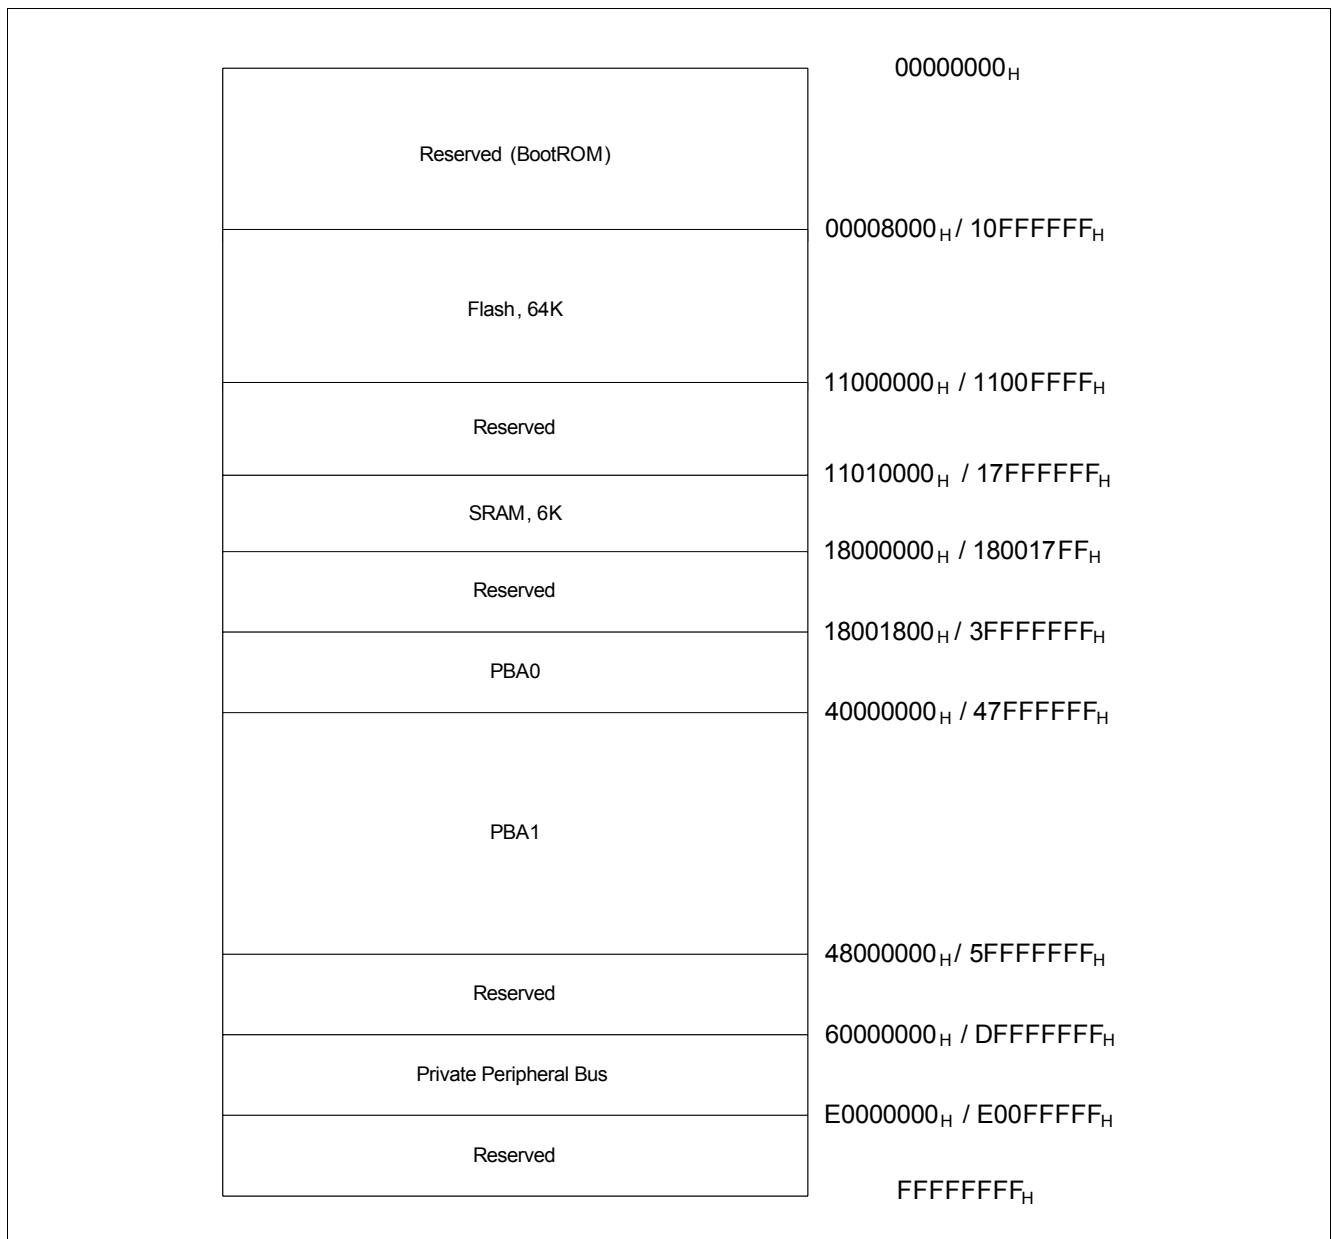 00000000H
Reserved (BootROM)
00008000H / 10FFFFFFH
Flash, 64K
11000000H / 1100FFFFH
Reserved
11010000H / 17FFFFFFH
SRAM, 6K
18000000H / 180017FFH
Reserved
18001800H / 3FFFFFFFH
PBA0
40000000H / 47FFFFFFH
PBA1
48000000H / 5FFFFFFFH
Reserved
60000000H / DFFFFFFFH
Private Peripheral Bus
E0000000H / E00FFFFFH
Reserved
FFFFFFFFH